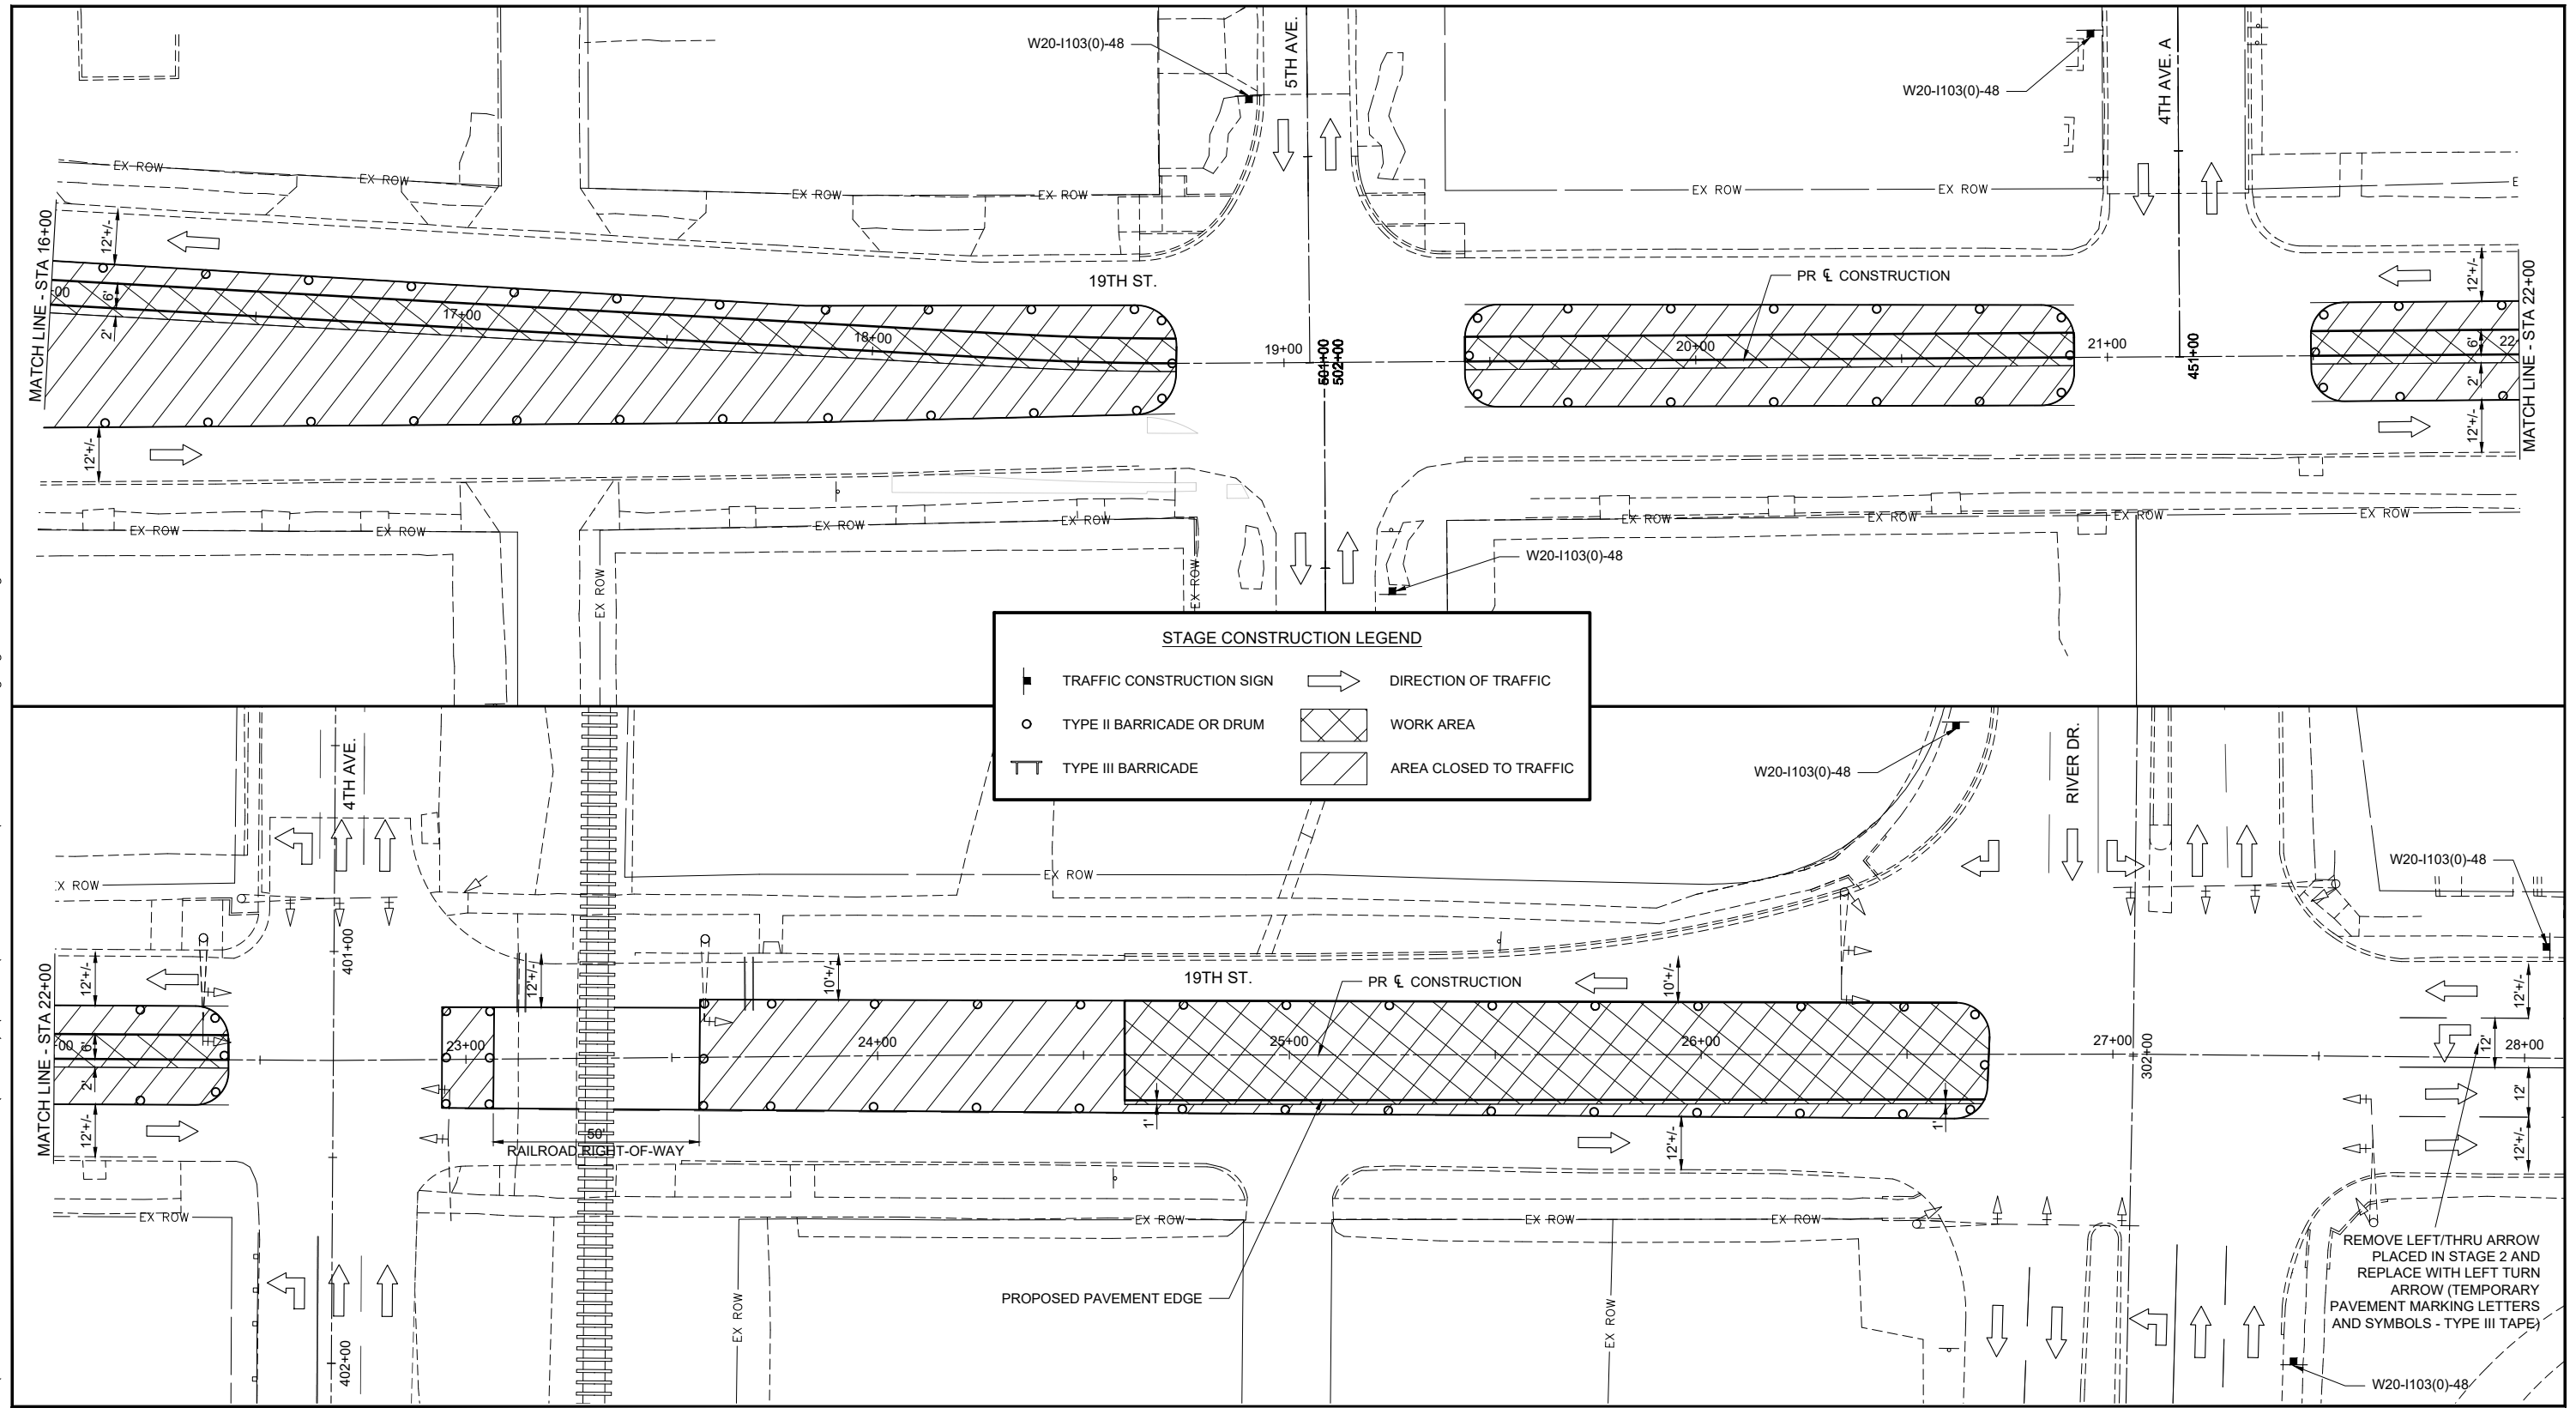 W20-I103(0)-48
5TH AVE.
W20-I103(0)-48
4TH AVE. A
EX ROW
EX ROW
EX ROW
EX ROW
EX ROW
EX ROW
E
MATCH LINE - STA 16+00
12'+/-
6'
2'
12'+/-
00
17+00
18+00
19TH ST.
19+00
501+00
502+00
PR ℄ CONSTRUCTION
20+00
21+00
451+00
12'+/-
6'
2'
12'+/-
22
MATCH LINE - STA 22+00
EX ROW
EX ROW
EX ROW
EX ROW
EX ROW
EX ROW
EX ROW
EX ROW
EX ROW
EX ROW
W20-I103(0)-48
STAGE CONSTRUCTION LEGEND
TRAFFIC CONSTRUCTION SIGN
DIRECTION OF TRAFFIC
TYPE II BARRICADE OR DRUM
WORK AREA
TYPE III BARRICADE
AREA CLOSED TO TRAFFIC
4TH AVE.
W20-I103(0)-48
RIVER DR.
W20-I103(0)-48
X ROW
EX ROW
MATCH LINE - STA 22+00
12'+/-
6'
2'
12'+/-
00
401+00
12'+/-
10'+/-
19TH ST.
PR ℄ CONSTRUCTION
10'+/-
12'+/-
23+00
24+00
25+00
26+00
27+00
302+00
12'
28+00
12'
12'+/-
50'
RAILROAD RIGHT-OF-WAY
1'
12'+/-
1'
EX ROW
EX ROW
EX ROW
EX ROW
EX ROW
EX ROW
PROPOSED PAVEMENT EDGE
402+00
REMOVE LEFT/THRU ARROW
PLACED IN STAGE 2 AND
REPLACE WITH LEFT TURN
ARROW (TEMPORARY
PAVEMENT MARKING LETTERS
AND SYMBOLS - TYPE III TAPE)
W20-I103(0)-48